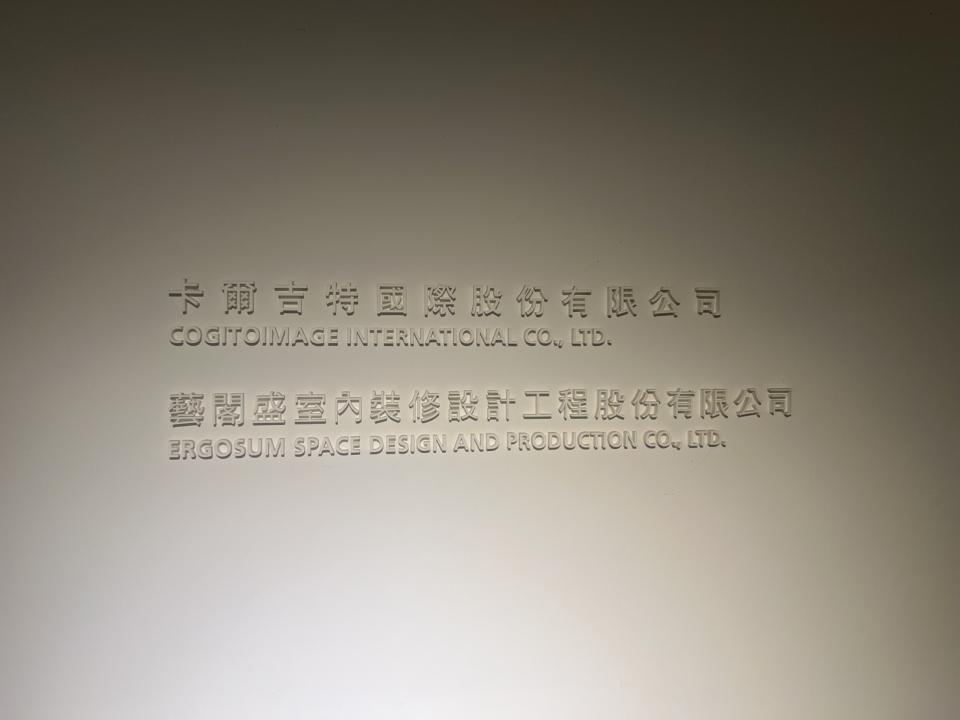 卡爾吉特國際股份有限公司
COGITOIMAGE INTERNATIONAL CO., LTD.
藝閣盛室內裝修設計工程股份有限公司
ERGOSUM SPACE DESIGN AND PRODUCTION CO., LTD.